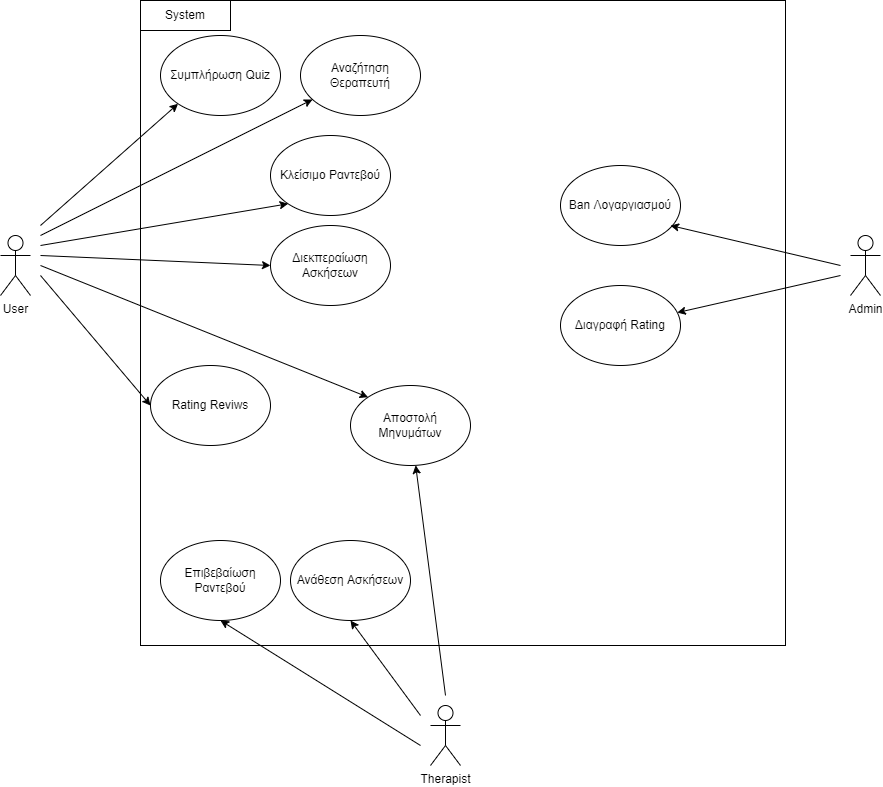 System
Συμπλήρωση Quiz
Αναζήτηση
Θεραπευτή
Κλείσιμο Ραντεβού
Ban Λογαργιασμού
Διεκπεραίωση
Ασκήσεων
User
Admin
Διαγραφή Rating
Rating Reviws
Αποστολή
Μηνυμάτων
Επιβεβαίωση
Ραντεβού
Ανάθεση Ασκήσεων
Therapist